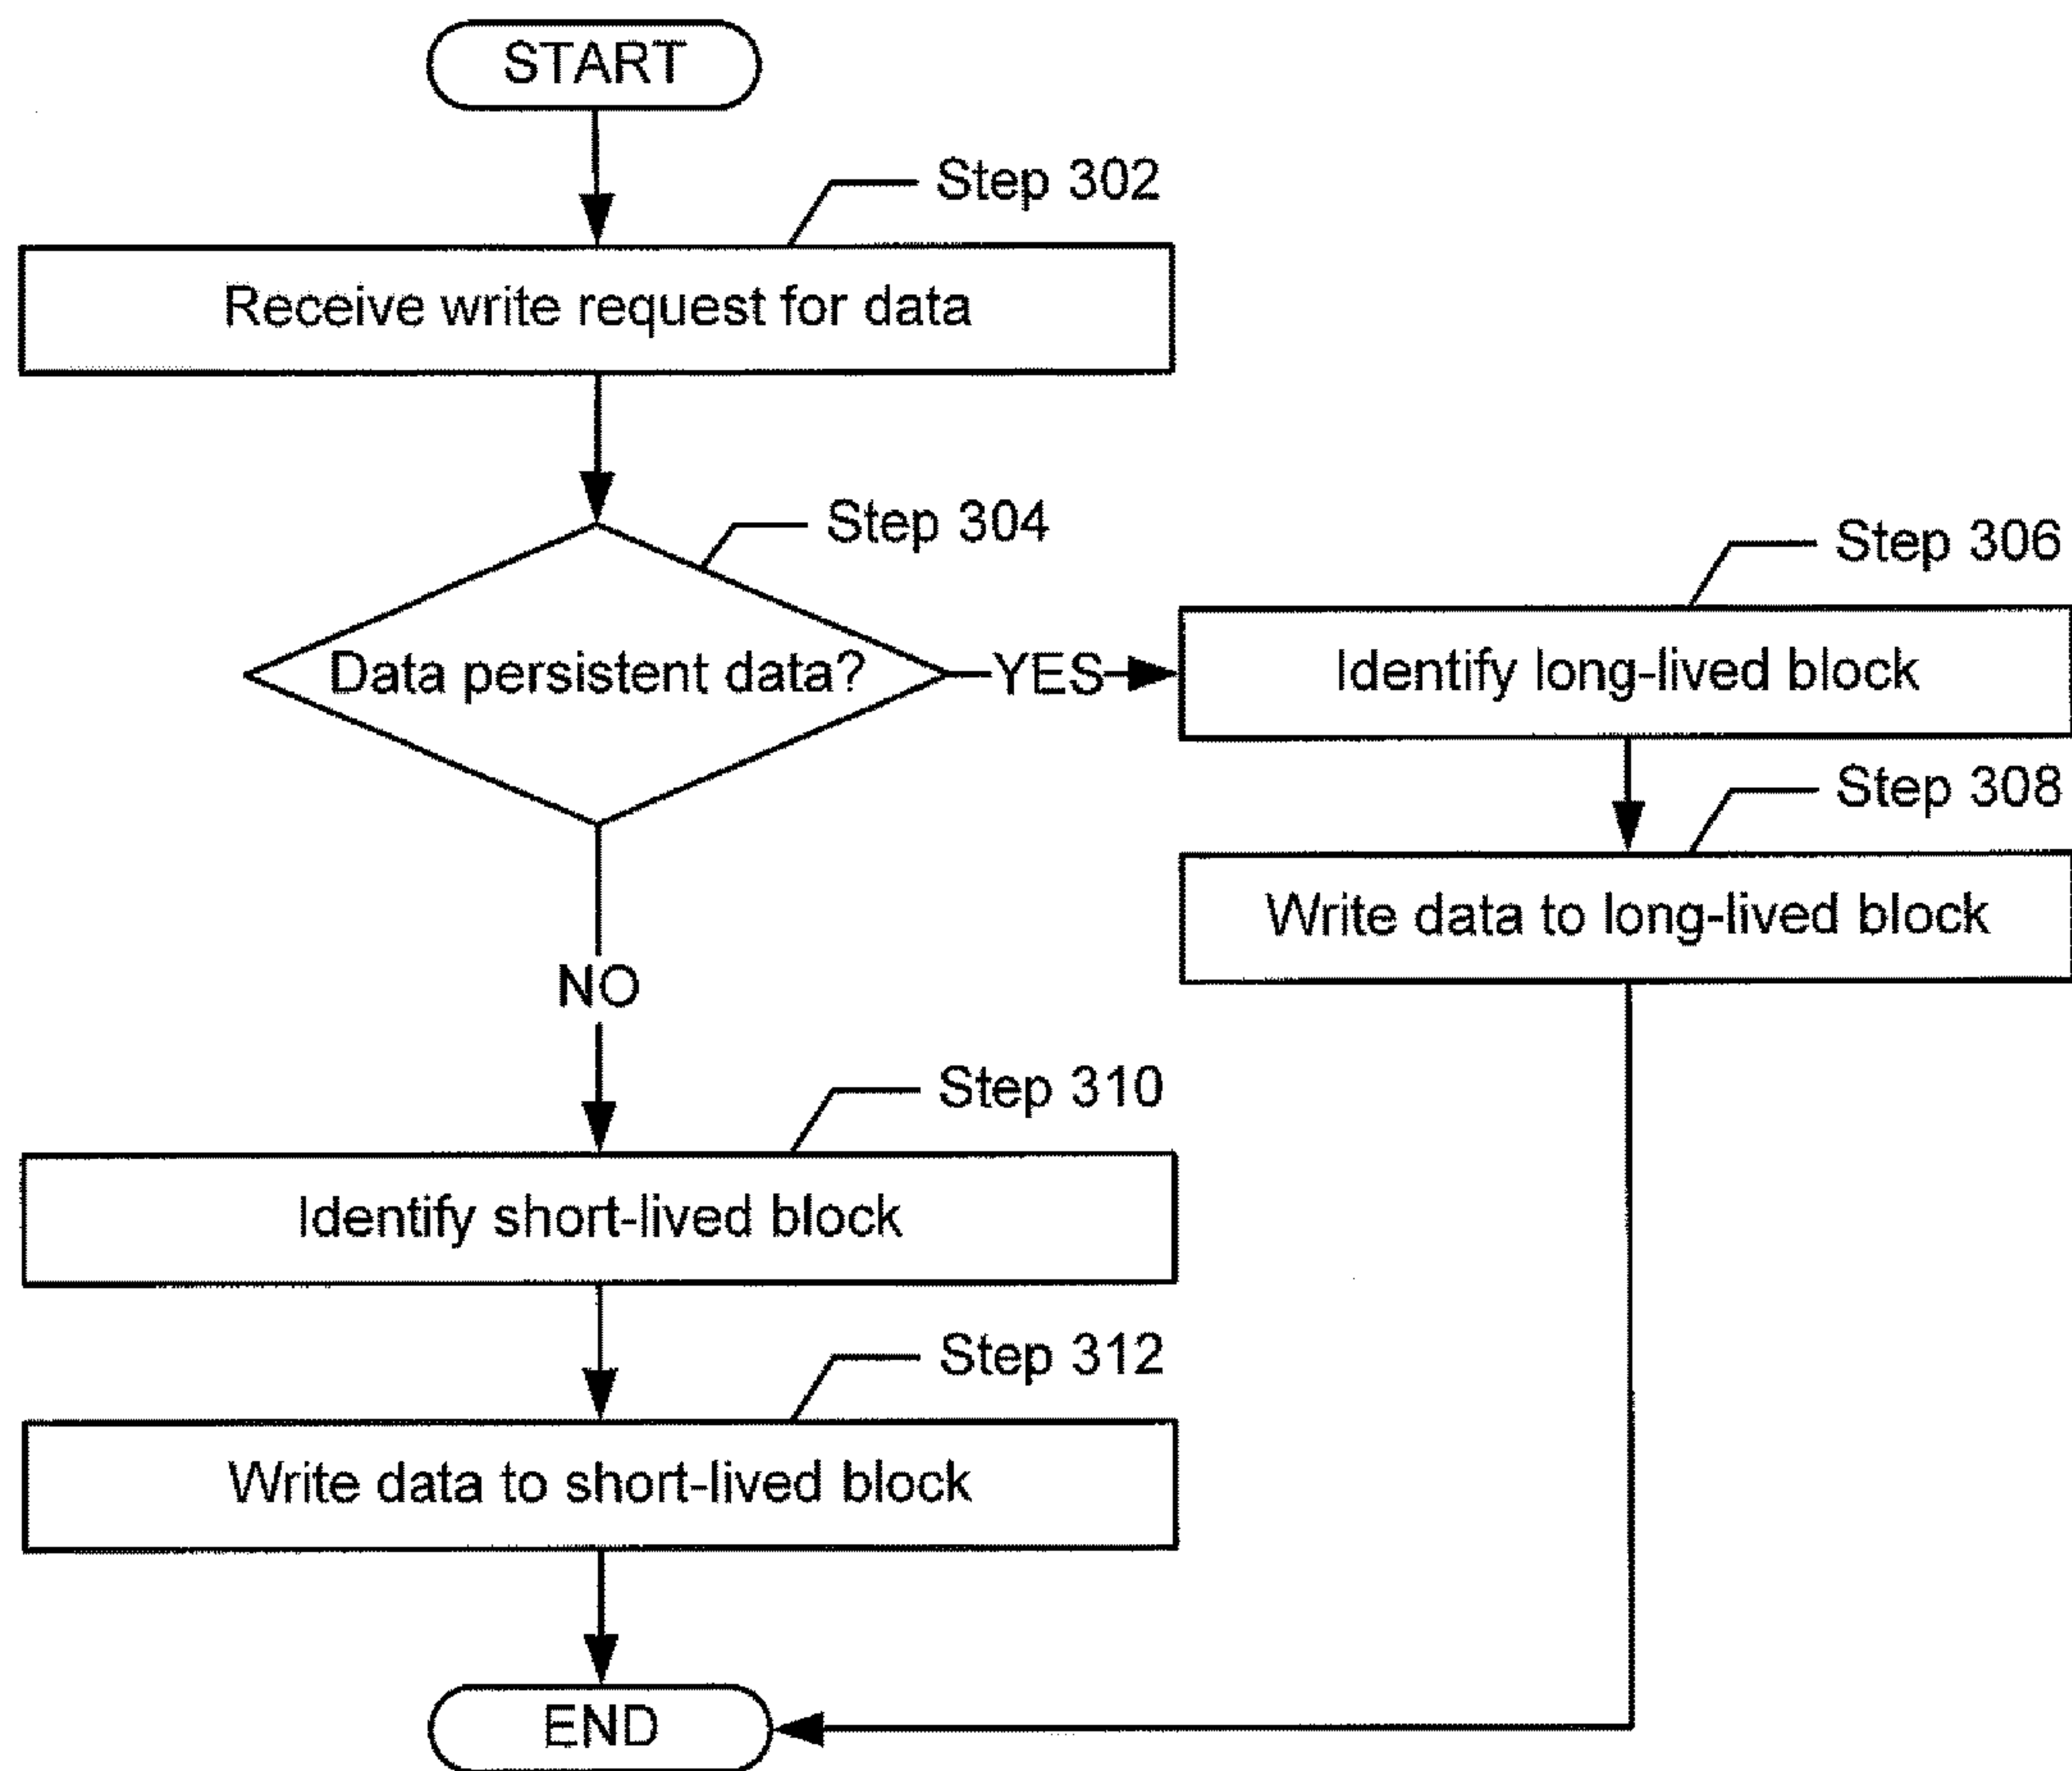 START
Step 302
Receive write request for data
Step 304
Data persistent data?
YES
Step 306
Identify long-lived block
Step 308
Write data to long-lived block
NO
Step 310
Identify short-lived block
Step 312
Write data to short-lived block
END